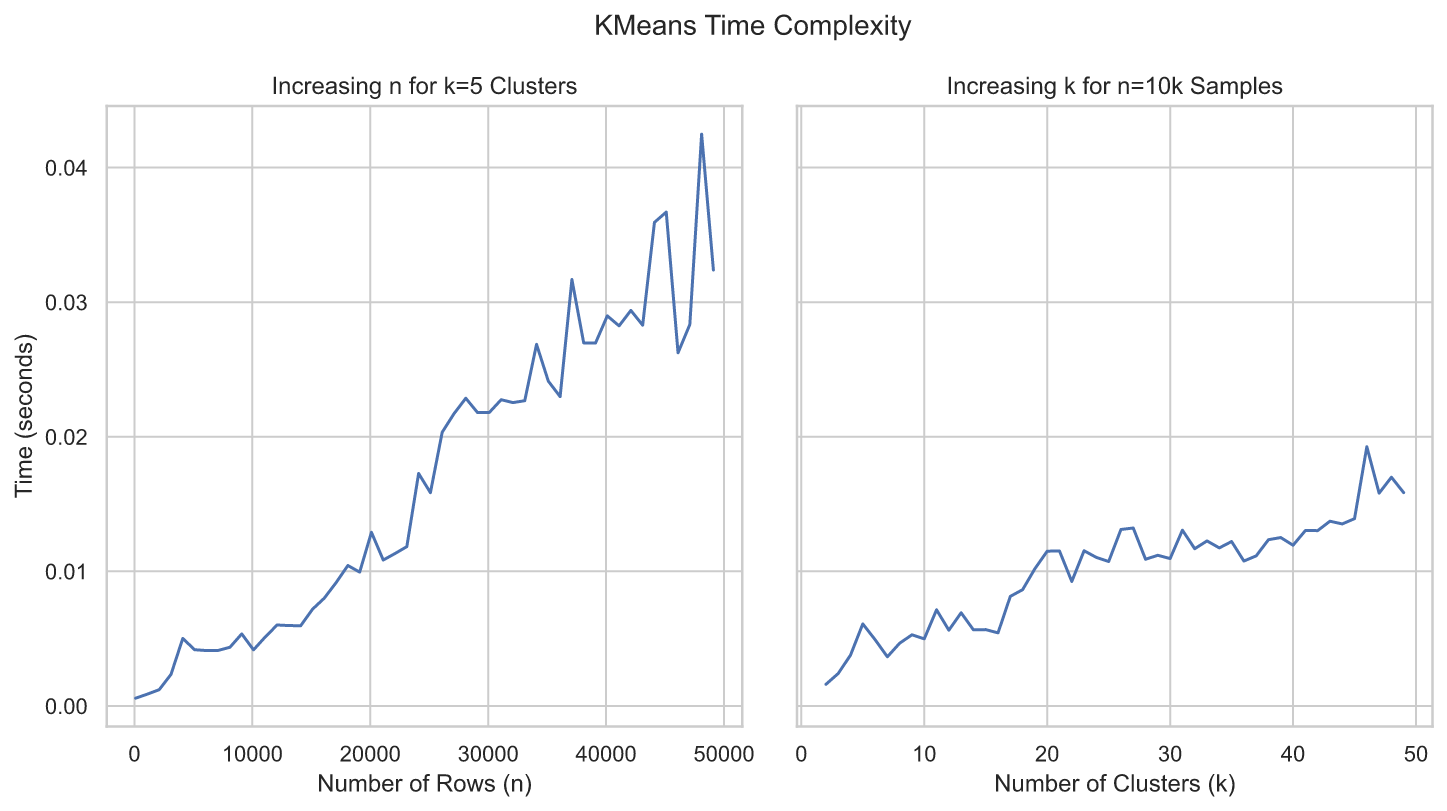 KMeans Time Complexity
Increasing n for k=5 Clusters
Time (seconds)
0.04
0.03
0.02
0.01
0.00
0 10000 20000 30000 40000 50000
Number of Rows (n)
Increasing k for n=10k Samples
0 10 20 30 40 50
Number of Clusters (k)